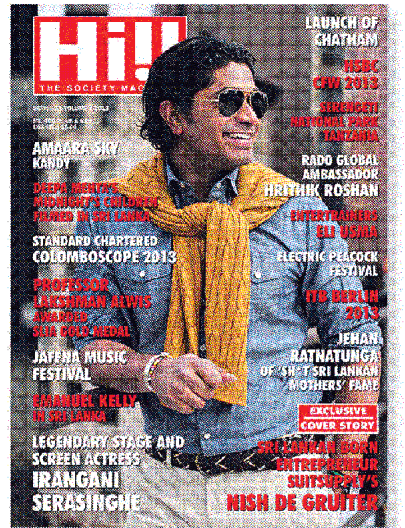 Hi!!
THE SOCIETY MAG
AMAARA SKY
KANDY
DEEPA MEHTA'S
MIDNIGHT'S CHILDREN
FILMED IN SRI LANKA
STANDARD CHARTERED
COLOMBOSCOPE 2013
PROFESSOR
LAKSHMAN ALWIS
AWARDED
SLIA GOLD MEDAL
JAFFNA MUSIC
FESTIVAL
EMANUEL KELLY
IN SRI LANKA
LEGENDARY STAGE AND
SCREEN ACTRESS
IRANGANI
SERASINGHE
LAUNCH OF
CHATHAM
HSBC
CFW 2013
SERENGETI
NATIONAL PARK
TANZANIA
RADO GLOBAL
AMBASSADOR
HRITHIK ROSHAN
ENTERTRAINERS
ELI USMA
ELECTRIC PEACOCK
FESTIVAL
ITB BERLIN
2013
JEHAN
RATNATUNGA
OF 'SH*T SRI LANKAN
MOTHERS' FAME
EXCLUSIVE
COVER STORY
SRI LANKAN BORN
ENTREPRENEUR
SUITSUPPLY'S
NISH DE GRUITER